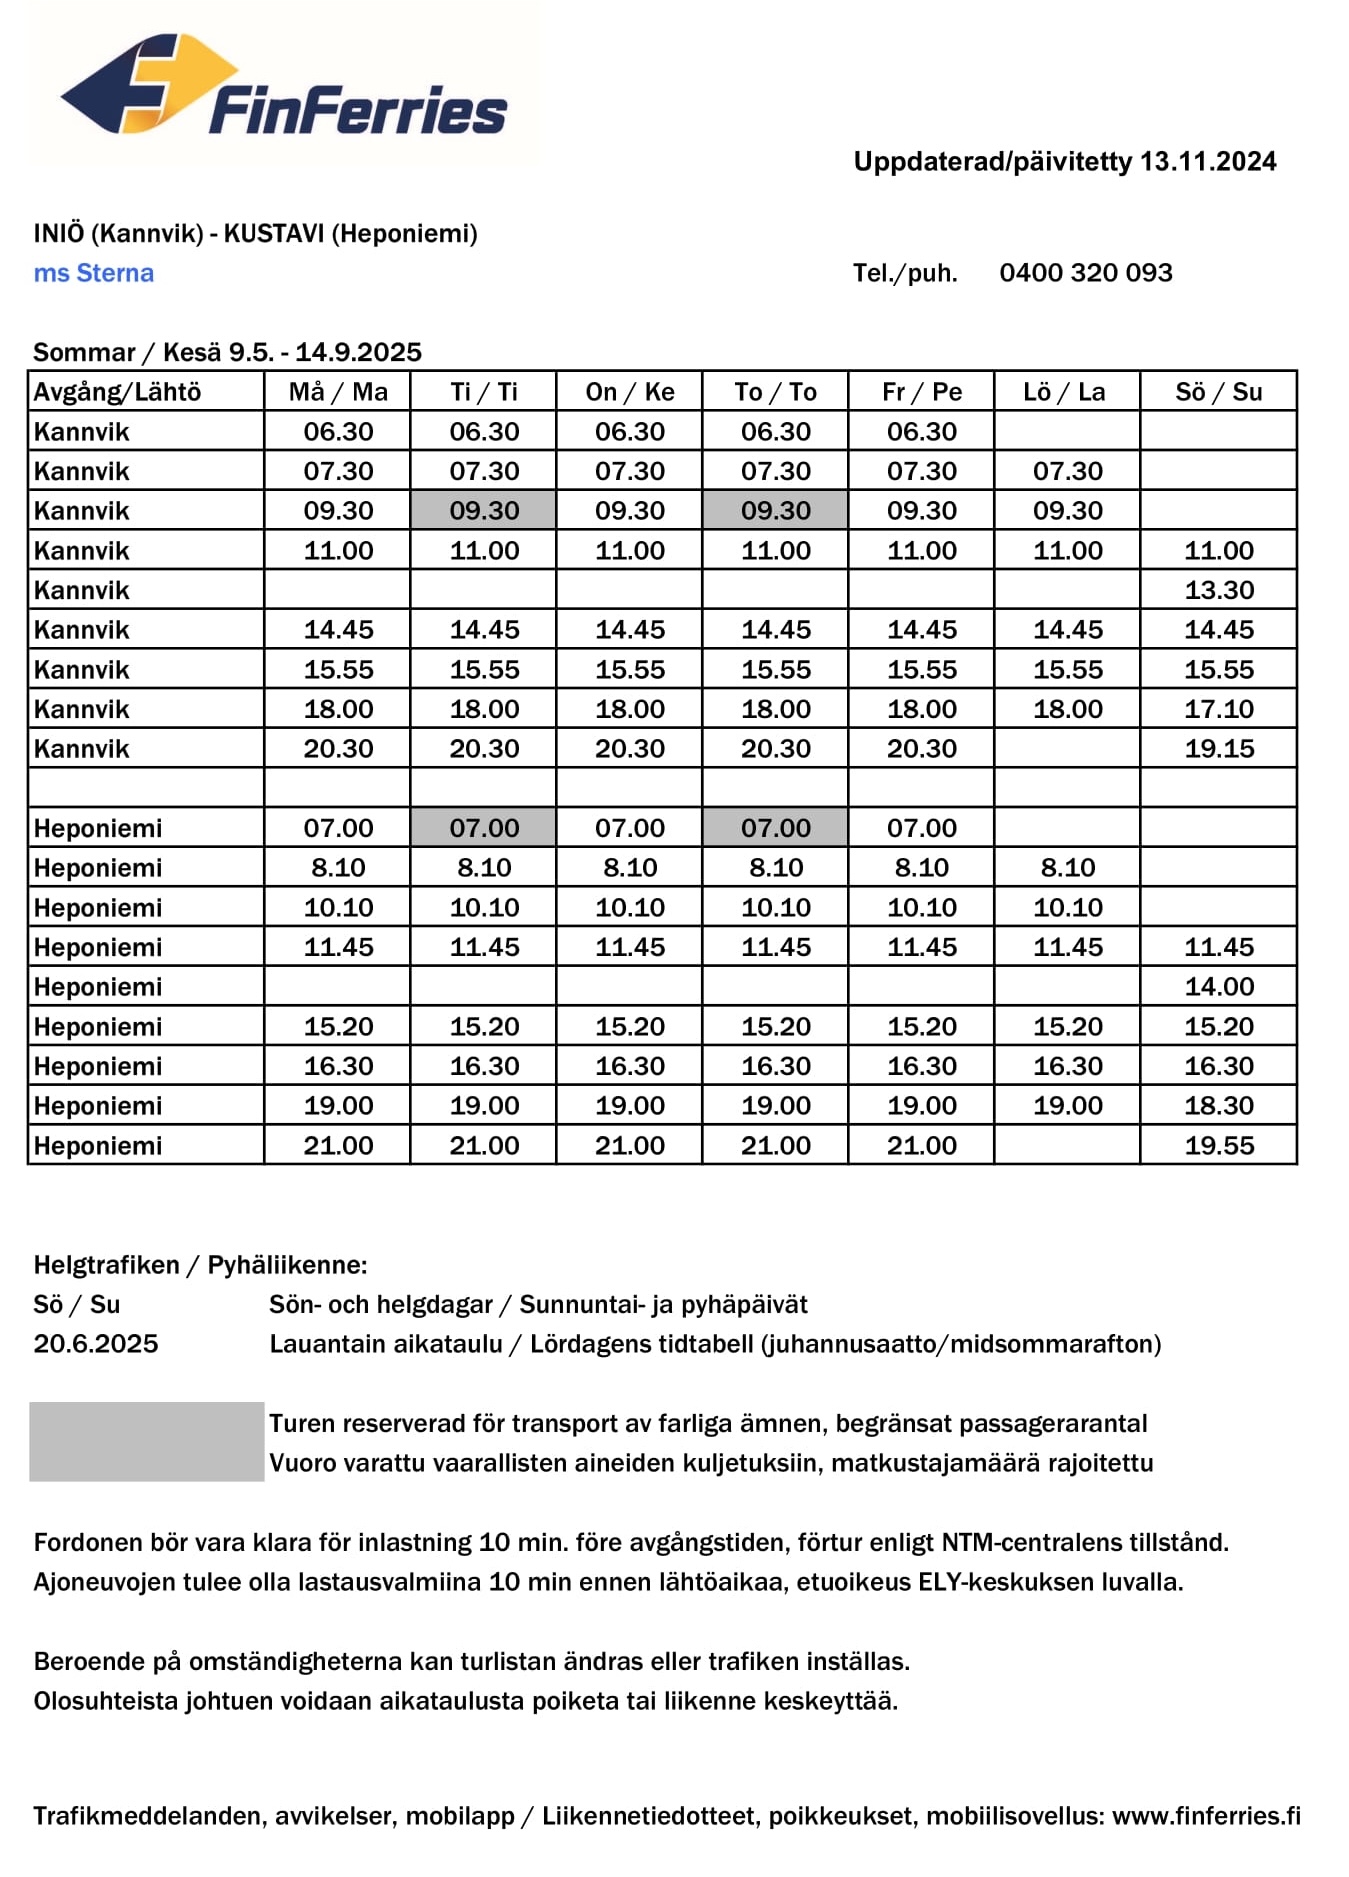 FinFerries
Uppdaterad/päivitetty 13.11.2024
INIÖ (Kannvik) - KUSTAVI (Heponiemi)
ms Sterna Tel./puh. 0400 320 093
Sommar / Kesä 9.5. - 14.9.2025
Avgång/Lähtö Må / Ma Ti / Ti On / Ke To / To Fr / Pe Lö / La Sö / Su
Kannvik 06.30 06.30 06.30 06.30 06.30
Kannvik 07.30 07.30 07.30 07.30 07.30 07.30
Kannvik 09.30 09.30 09.30 09.30 09.30 09.30
Kannvik 11.00 11.00 11.00 11.00 11.00 11.00 11.00
Kannvik 13.30
Kannvik 14.45 14.45 14.45 14.45 14.45 14.45 14.45
Kannvik 15.55 15.55 15.55 15.55 15.55 15.55 15.55
Kannvik 18.00 18.00 18.00 18.00 18.00 18.00 17.10
Kannvik 20.30 20.30 20.30 20.30 20.30 19.15
Heponiemi 07.00 07.00 07.00 07.00 07.00
Heponiemi 8.10 8.10 8.10 8.10 8.10 8.10
Heponiemi 10.10 10.10 10.10 10.10 10.10 10.10
Heponiemi 11.45 11.45 11.45 11.45 11.45 11.45 11.45
Heponiemi 14.00
Heponiemi 15.20 15.20 15.20 15.20 15.20 15.20 15.20
Heponiemi 16.30 16.30 16.30 16.30 16.30 16.30 16.30
Heponiemi 19.00 19.00 19.00 19.00 19.00 19.00 18.30
Heponiemi 21.00 21.00 21.00 21.00 21.00 19.55
Helgtrafiken / Pyhäliikenne:
Sö / Su Sön- och helgdagar / Sunnuntai- ja pyhäpäivät
20.6.2025 Lauantain aikataulu / Lördagens tidtabell (juhannusaatto/midsommarafton)
Turen reserverad för transport av farliga ämnen, begränsat passagerarantal
Vuoro varattu vaarallisten aineiden kuljetuksiin, matkustajamäärä rajoitettu
Fordonen bör vara klara för inlastning 10 min. före avgångstiden, förtur enligt NTM-centralens tillstånd.
Ajoneuvojen tulee olla lastausvalmiina 10 min ennen lähtöaikaa, etuoikeus ELY-keskuksen luvalla.
Beroende på omständigheterna kan turlistan ändras eller trafiken inställas.
Olosuhteista johtuen voidaan aikataulusta poiketa tai liikenne keskeyttää.
Trafikmeddelanden, avvikelser, mobilapp / Liikennetiedotteet, poikkeukset, mobiilisovellus: www.finferries.fi